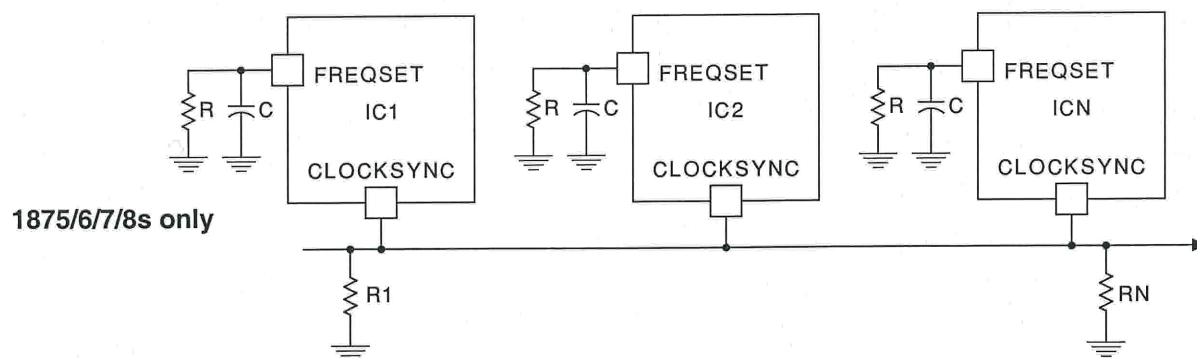 FREQSET
R
C
IC1
CLOCKSYNC
FREQSET
R
C
IC2
CLOCKSYNC
FREQSET
R
C
ICN
CLOCKSYNC
1875/6/7/8s only
R1
RN